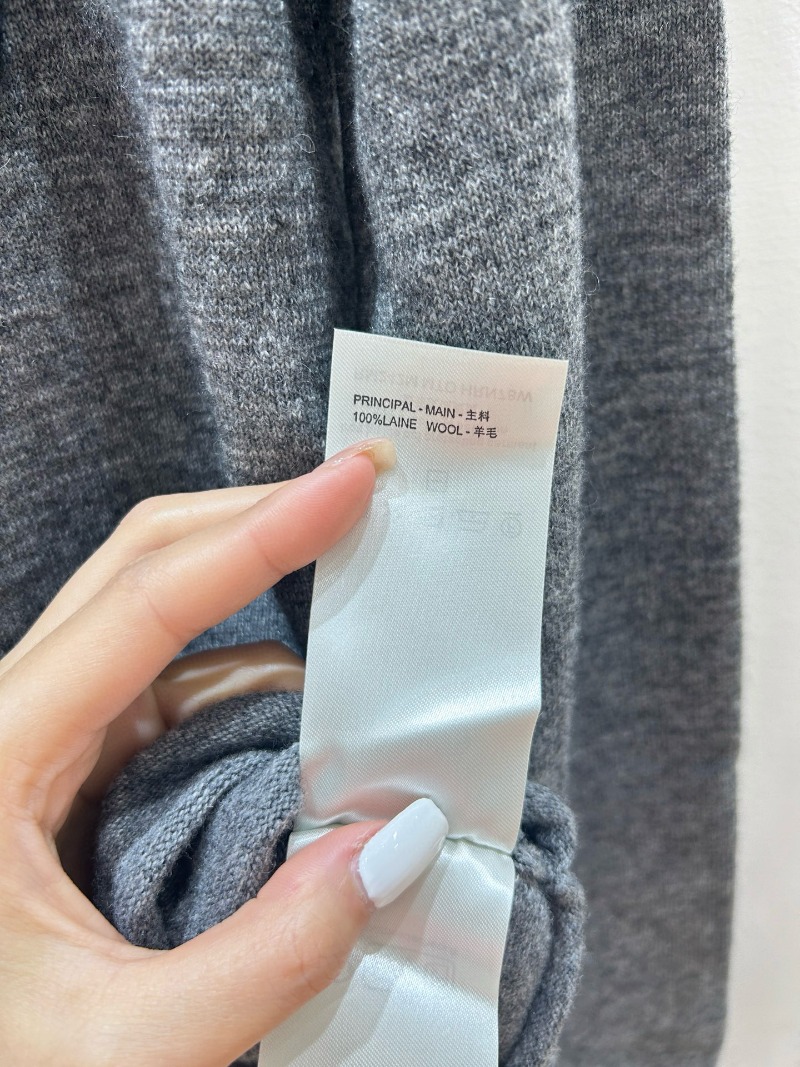 PRINCIPAL - MAIN - 主料
100%LAINE WOOL - 羊毛